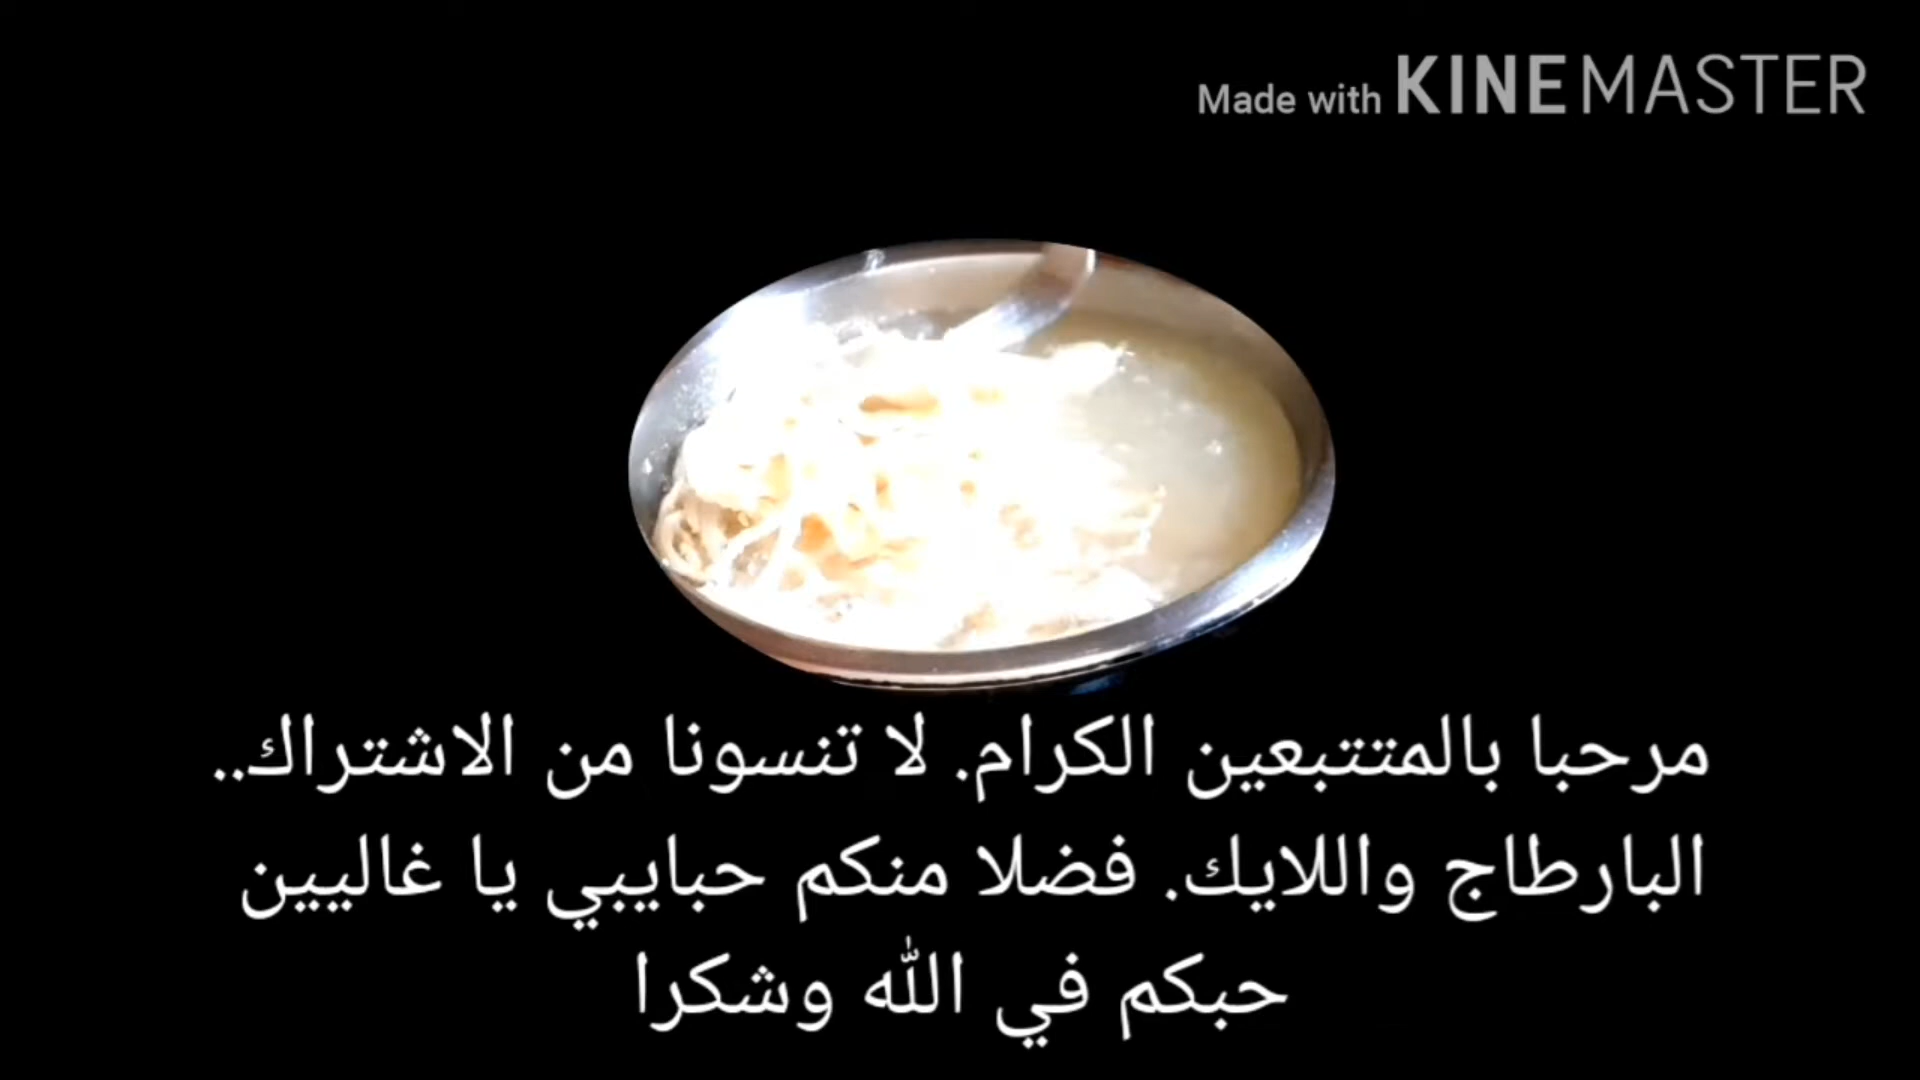 Made with KINEMASTER
مرحبا بالمتتبعين الكرام. لا تنسونا من الاشتراك..
البارطاج واللايك. فضلا منكم حبايبي يا غاليين
حبكم في الله وشكرا